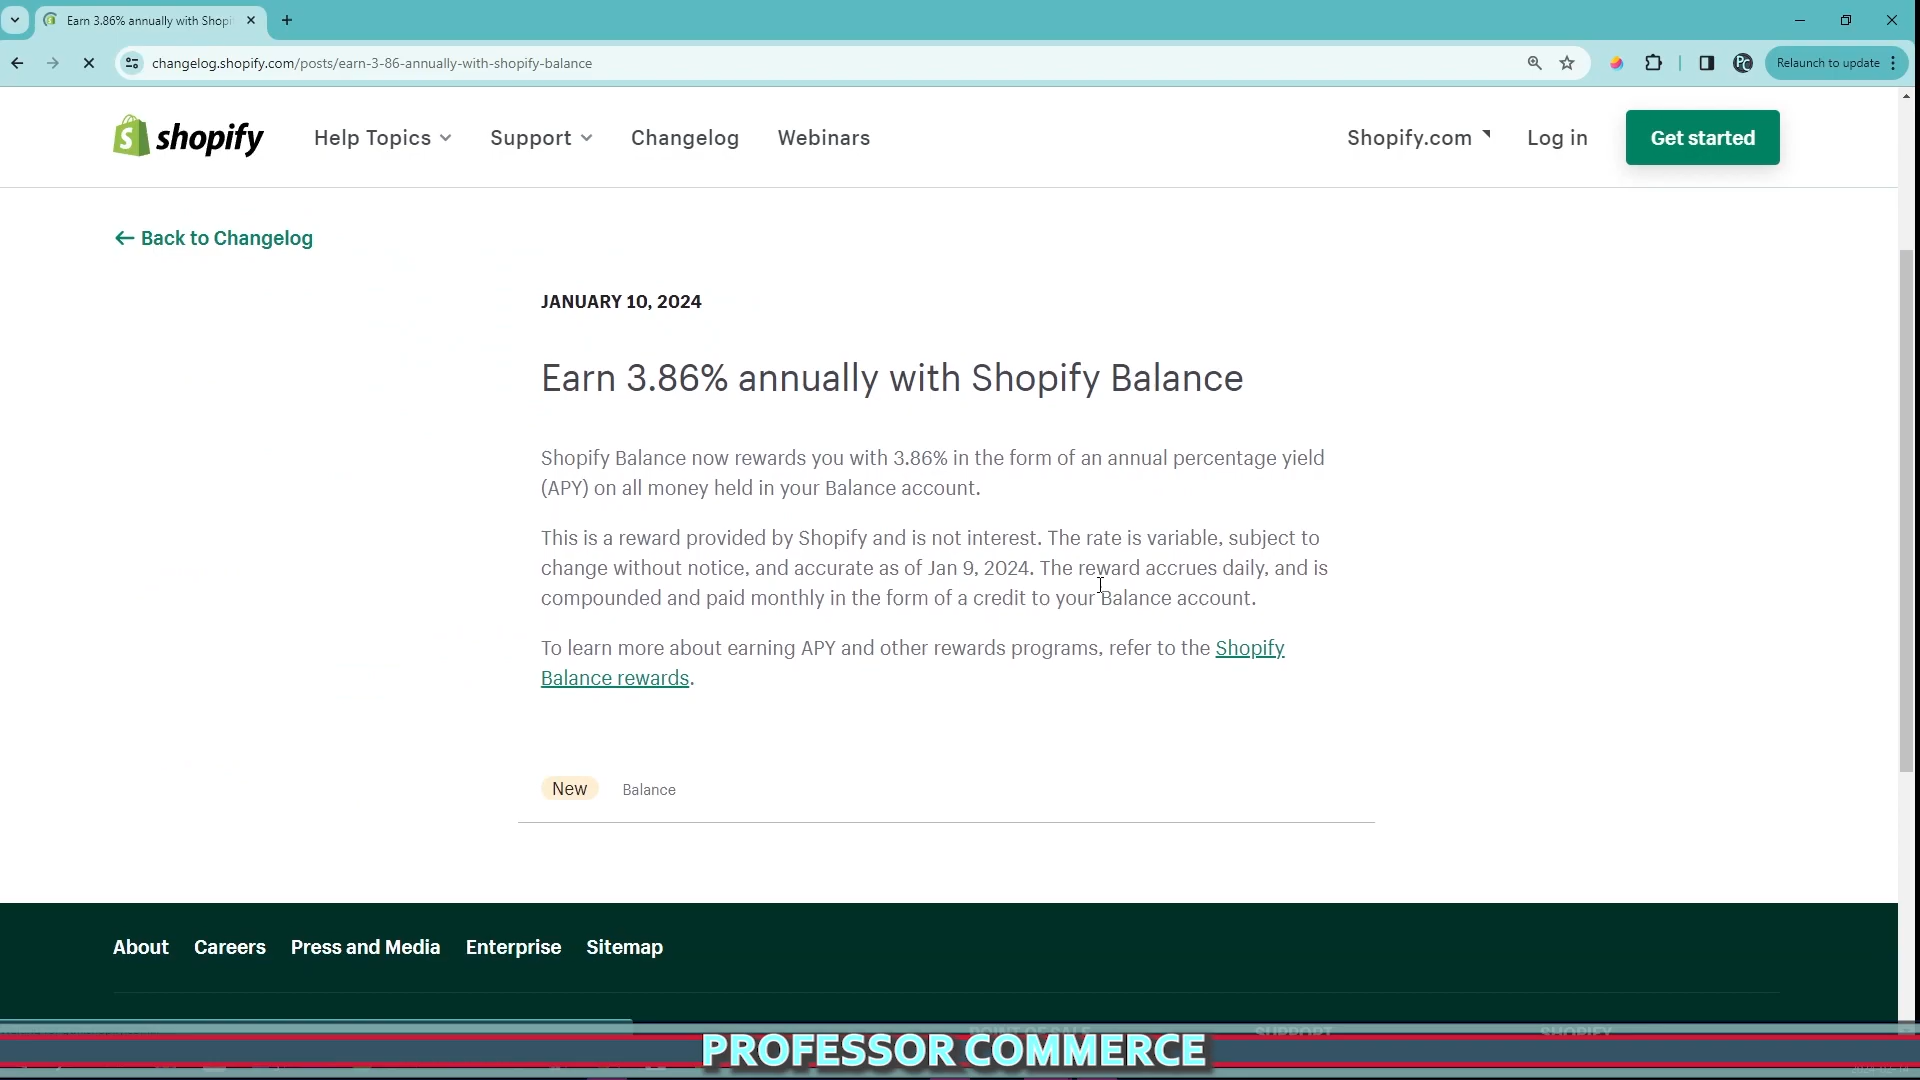 Earn 3.86% annually with Shopi
changelog.shopify.com/posts/earn-3-86-annually-with-shopify-balance
PC
Relaunch to update
shopify
Help Topics
Support
Changelog
Webinars
Shopify.com
Log in
Get started
← Back to Changelog
JANUARY 10, 2024
Earn 3.86% annually with Shopify Balance
Shopify Balance now rewards you with 3.86% in the form of an annual percentage yield
(APY) on all money held in your Balance account.
This is a reward provided by Shopify and is not interest. The rate is variable, subject to
change without notice, and accurate as of Jan 9, 2024. The reward accrues daily, and is
compounded and paid monthly in the form of a credit to your Balance account.
To learn more about earning APY and other rewards programs, refer to the Shopify
Balance rewards.
New Balance
About Careers Press and Media Enterprise Sitemap
POINT OF SALE SUPPORT SHOPIFY
PROFESSOR COMMERCE